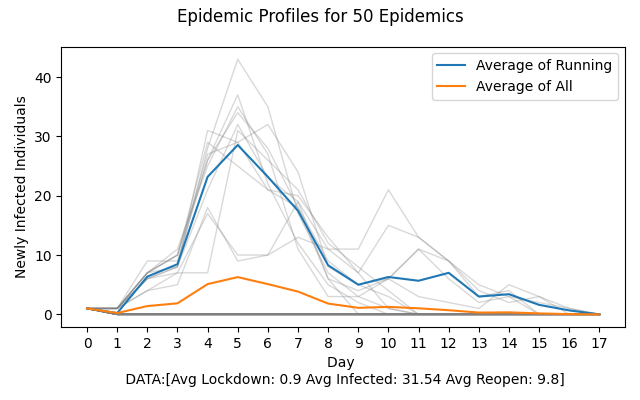 Epidemic Profiles for 50 Epidemics
Average of Running
Average of All
Newly Infected Individuals
40
30
20
10
0
0 1 2 3 4 5 6 7 8 9 10 11 12 13 14 15 16 17
Day
DATA:[Avg Lockdown: 0.9 Avg Infected: 31.54 Avg Reopen: 9.8]